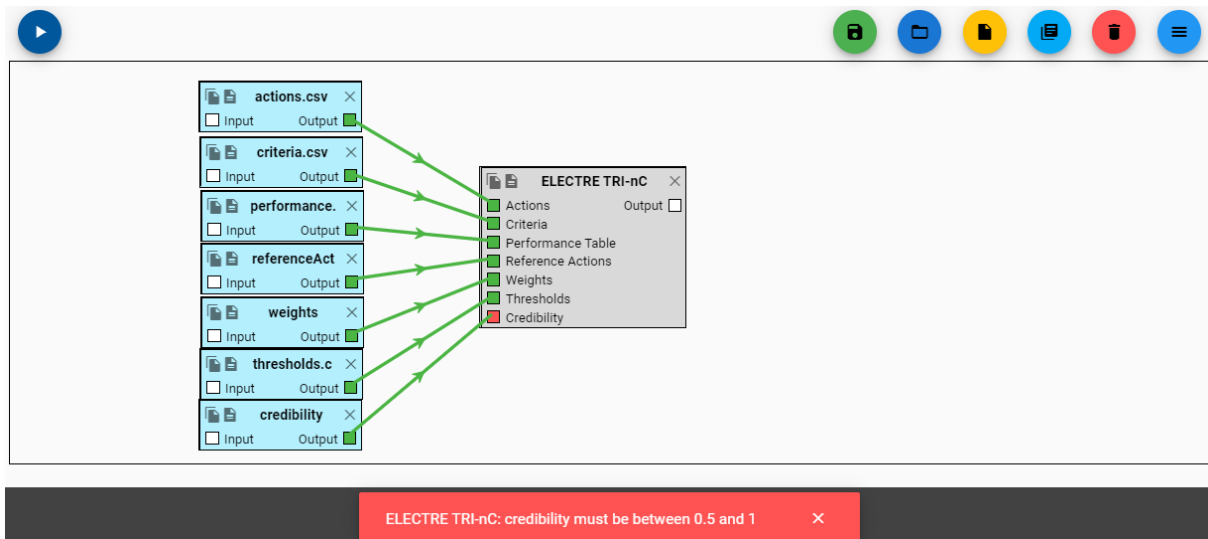 actions.csv
Input Output
criteria.csv
Input Output
performance.
Input Output
referenceAct
Input Output
weights
Input Output
thresholds.c
Input Output
credibility
Input Output
ELECTRE TRI-nC
Actions Output
Criteria
Performance Table
Reference Actions
Weights
Thresholds
Credibility
ELECTRE TRI-nC: credibility must be between 0.5 and 1